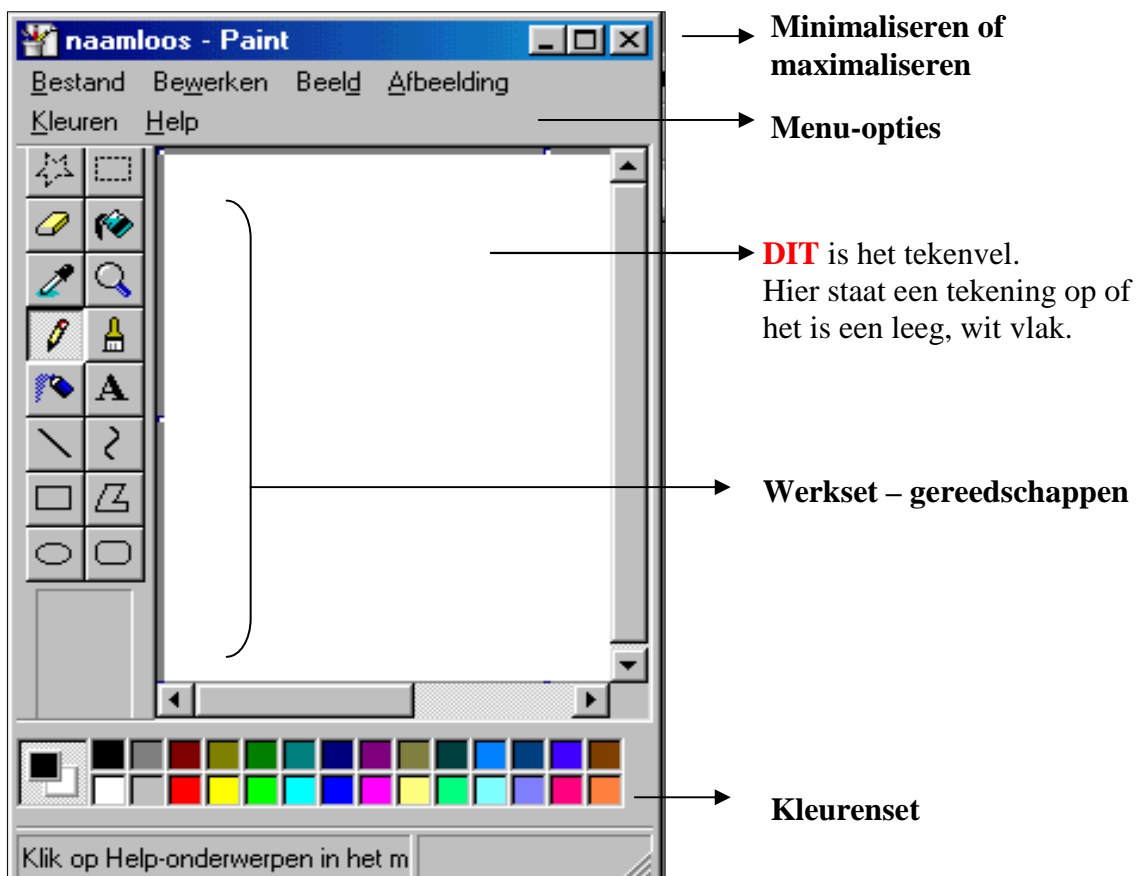 naamloos - Paint
Minimaliseren of
maximaliseren
Bestand Bewerken Beeld Afbeelding
Kleuren Help
Menu-opties
A
DIT is het tekenvel.
Hier staat een tekening op of
het is een leeg, wit vlak.
Werkset – gereedschappen
Kleurenset
Klik op Help-onderwerpen in het m